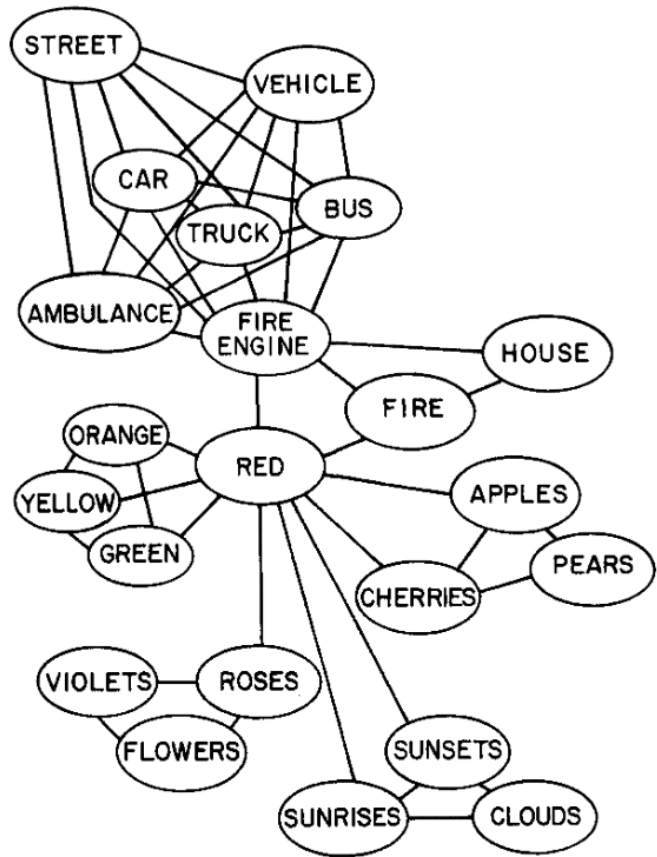 STREET
VEHICLE
CAR
BUS
TRUCK
AMBULANCE
FIRE
ENGINE
HOUSE
FIRE
ORANGE
RED
YELLOW
APPLES
GREEN
PEARS
CHERRIES
VIOLETS
ROSES
FLOWERS
SUNSETS
SUNRISES
CLOUDS